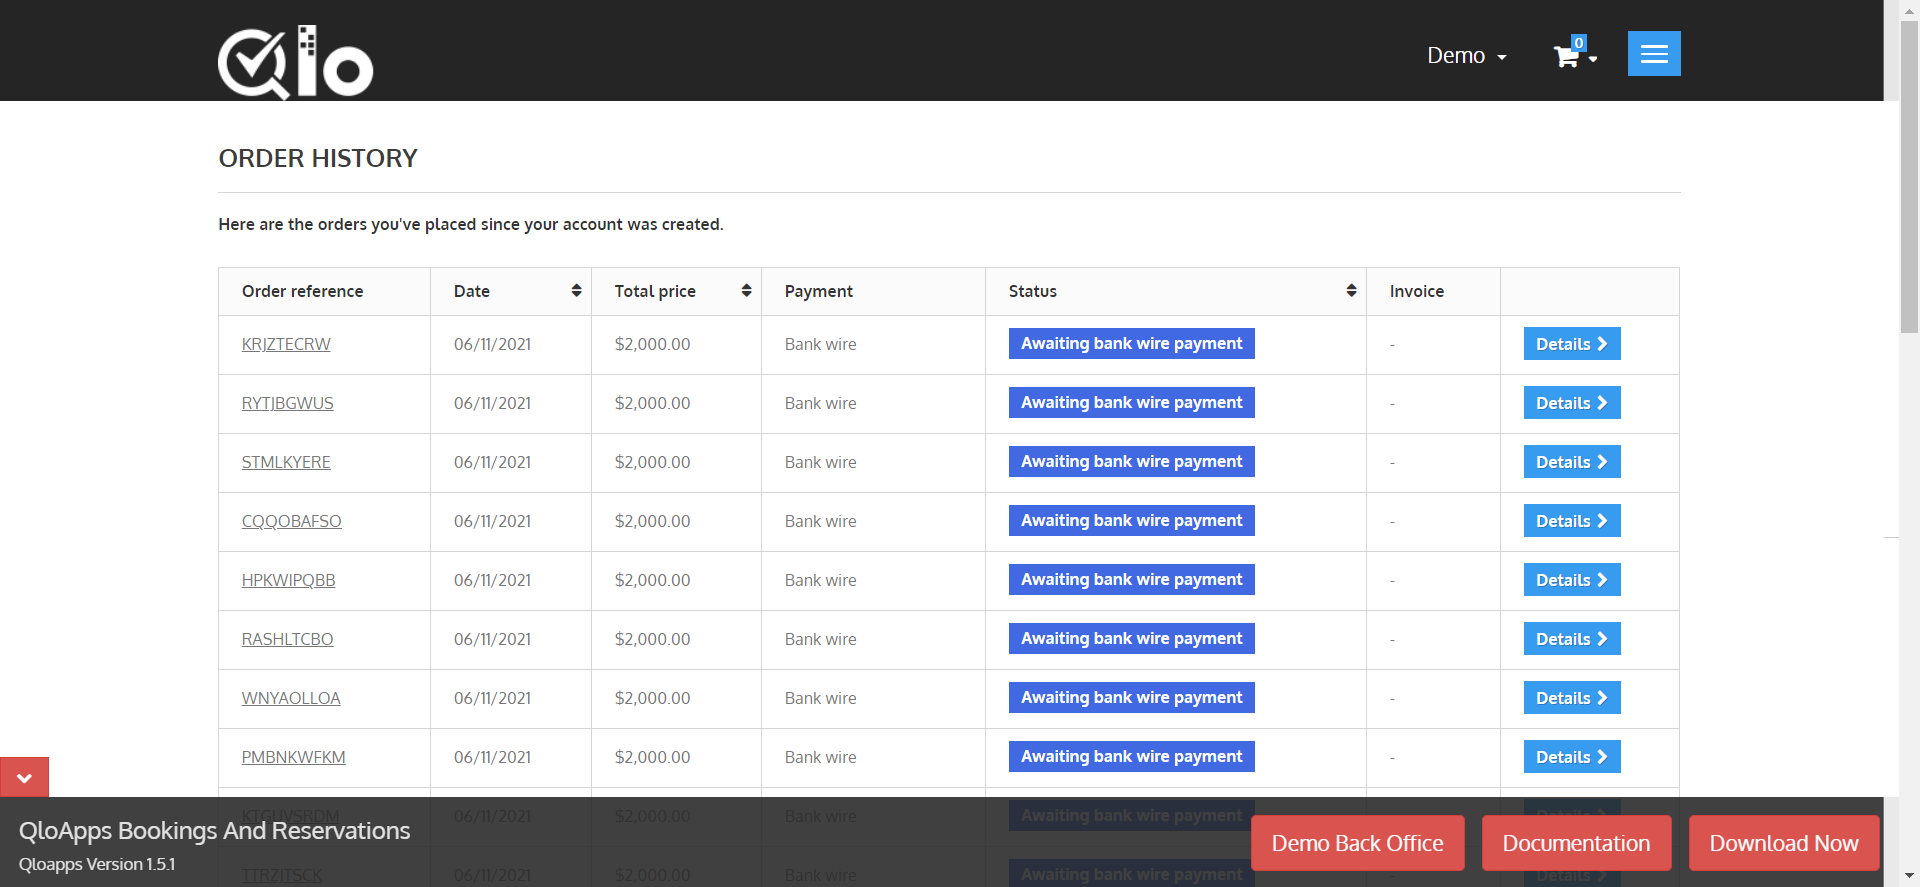 Qlo
Demo
0
ORDER HISTORY
Here are the orders you've placed since your account was created.
Order reference Date Total price Payment Status Invoice
KRJZTECRW 06/11/2021 $2,000.00 Bank wire Awaiting bank wire payment - Details
RYTJBGWUS 06/11/2021 $2,000.00 Bank wire Awaiting bank wire payment - Details
STMLKYERE 06/11/2021 $2,000.00 Bank wire Awaiting bank wire payment - Details
CQQOBAFSO 06/11/2021 $2,000.00 Bank wire Awaiting bank wire payment - Details
HPKWIPQBB 06/11/2021 $2,000.00 Bank wire Awaiting bank wire payment - Details
RASHLTCBO 06/11/2021 $2,000.00 Bank wire Awaiting bank wire payment - Details
WNYAOLLOA 06/11/2021 $2,000.00 Bank wire Awaiting bank wire payment - Details
PMBNKWFKM 06/11/2021 $2,000.00 Bank wire Awaiting bank wire payment - Details
06/11/2021 $2,000.00 Bank wire Awaiting bank wire payment -
06/11/2021 $2,000.00 Bank wire Awaiting bank wire payment - Details
QloApps Bookings And Reservations
Qloapps Version 1.5.1
Demo Back Office
Documentation
Download Now